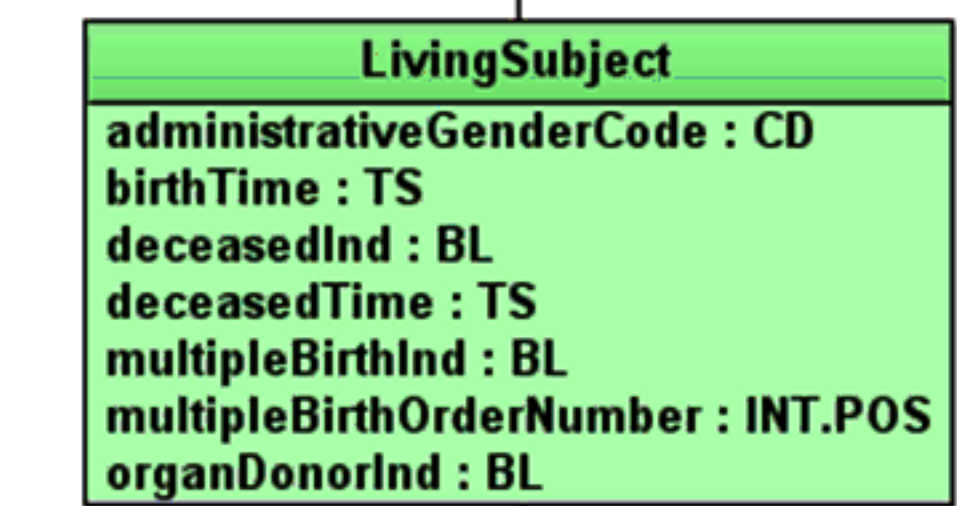 LivingSubject
administrativeGenderCode : CD
birthTime : TS
deceasedInd : BL
deceasedTime : TS
multipleBirthInd : BL
multipleBirthOrderNumber : INT.POS
organDonorInd : BL